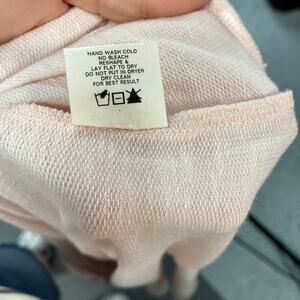 HAND WASH COLD
NO BLEACH
RESHAPE &
LAY FLAT TO DRY
DO NOT PUT IN DRYER
DRY CLEAN
FOR BEST RESULT